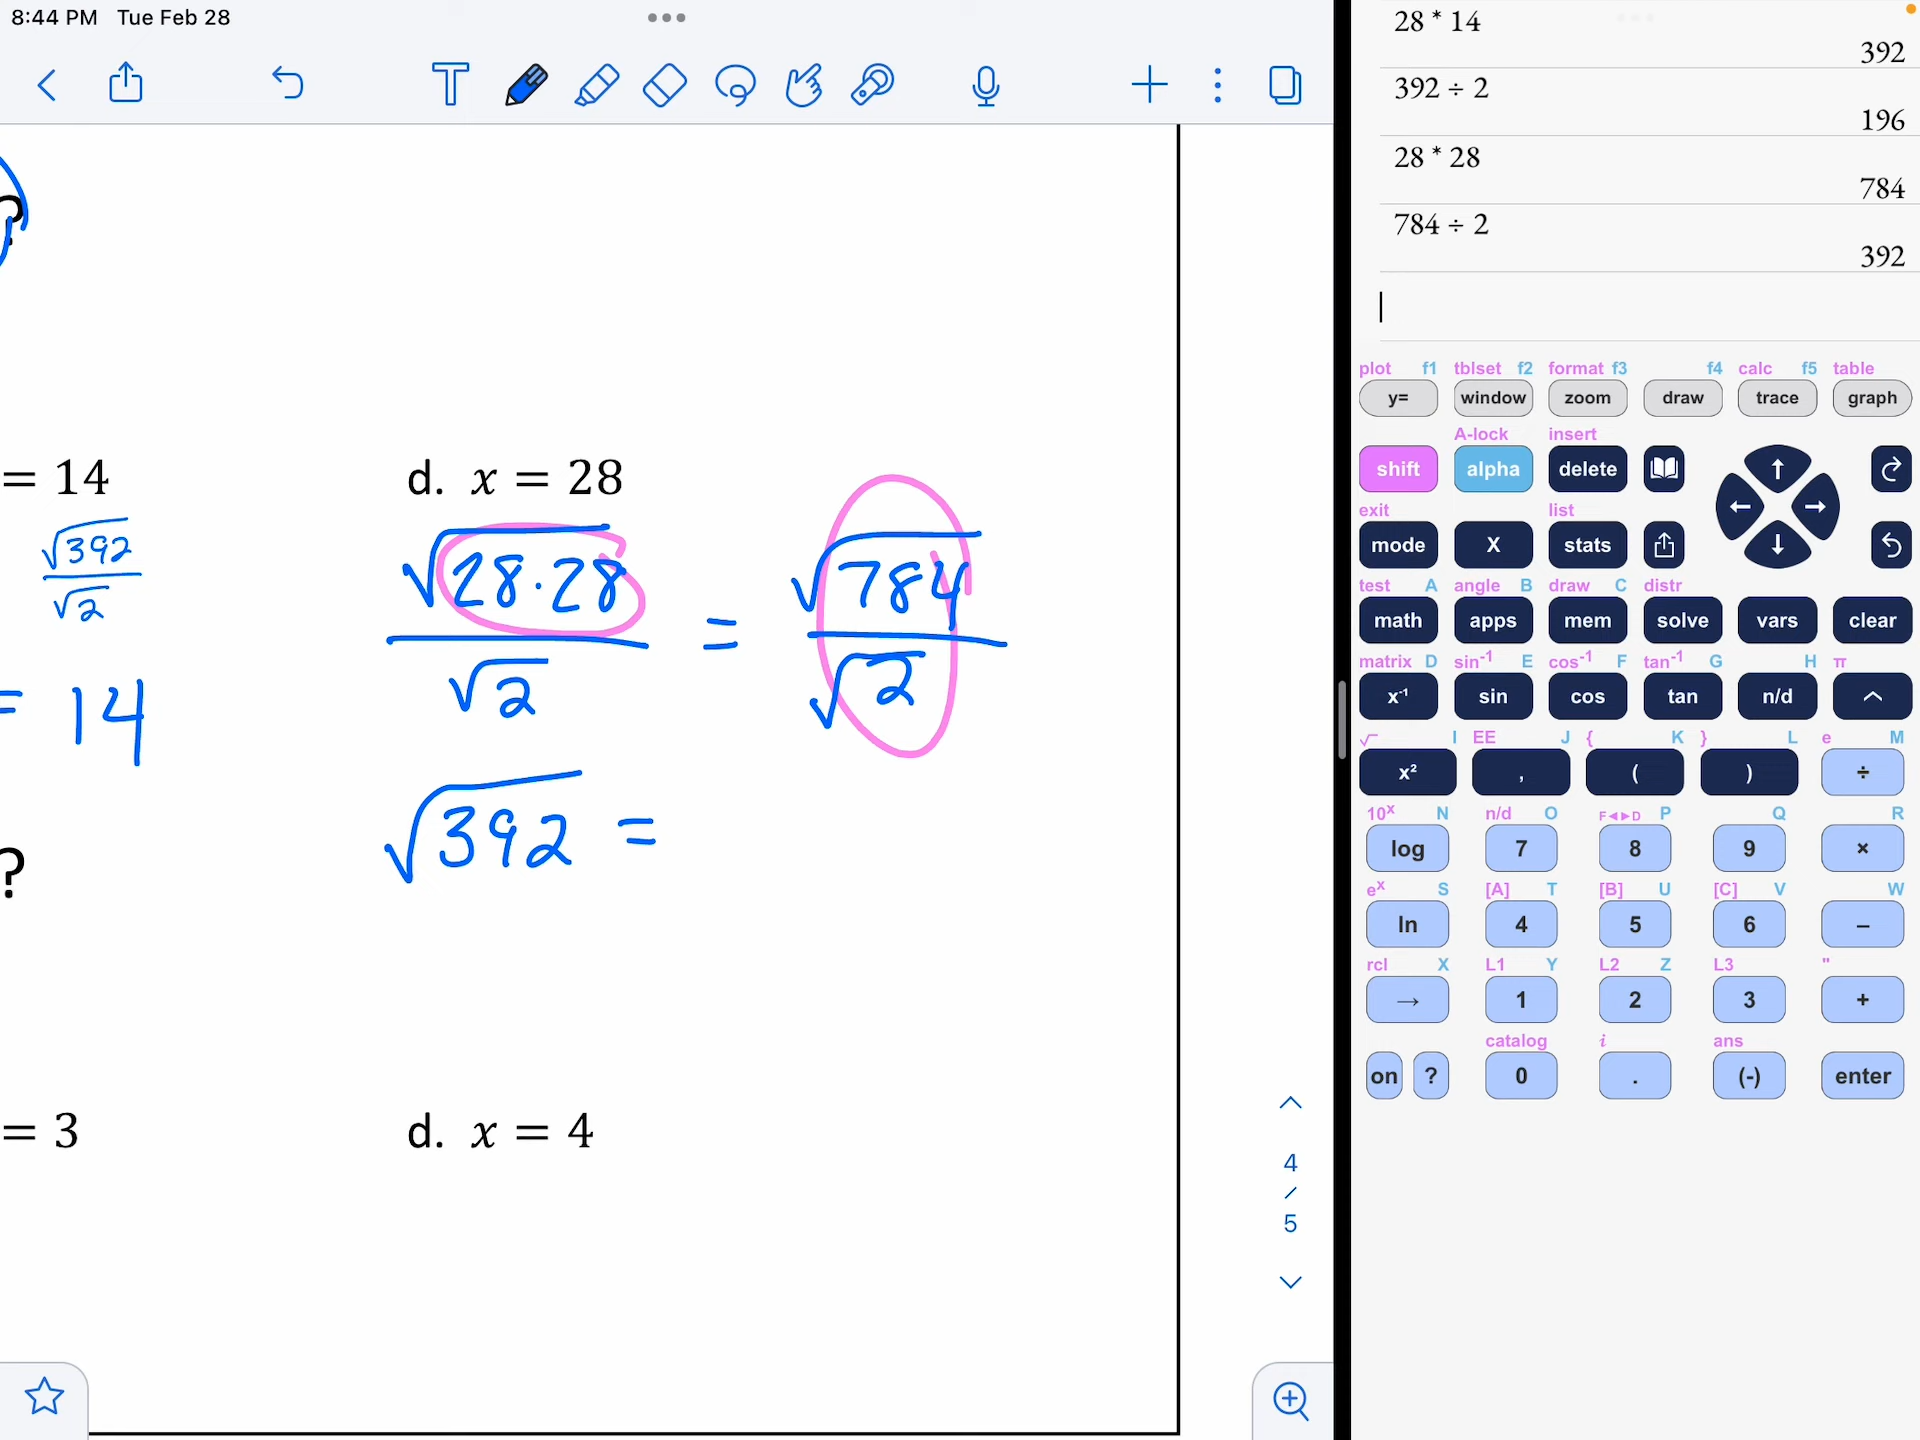 8:44 PM Tue Feb 28
?
= 14
√392
√2
= 14
d. x = 28
√28·28
√2
=
√784
√2
√392 =
?
= 3
d. x = 4
4
/
5
28 * 14
392
392 ÷ 2
196
28 * 28
784
784 ÷ 2
392
plot f1 tblset f2 format f3 f4 calc f5 table
y= window zoom draw trace graph
A-lock insert
shift alpha delete
exit list
mode X stats
test A angle B draw C distr
math apps mem solve vars clear
matrix D sin⁻¹ E cos⁻¹ F tan⁻¹ G H π
x⁻¹ sin cos tan n/d ^
√ I EE J { K } L e M
x² , ( ) ÷
10ˣ N n/d O F◄►D P Q R
log 7 8 9 ×
eˣ S [A] T [B] U [C] V W
ln 4 5 6 −
rcl X L1 Y L2 Z L3 "
→ 1 2 3 +
catalog i ans
on ? 0 . (-) enter